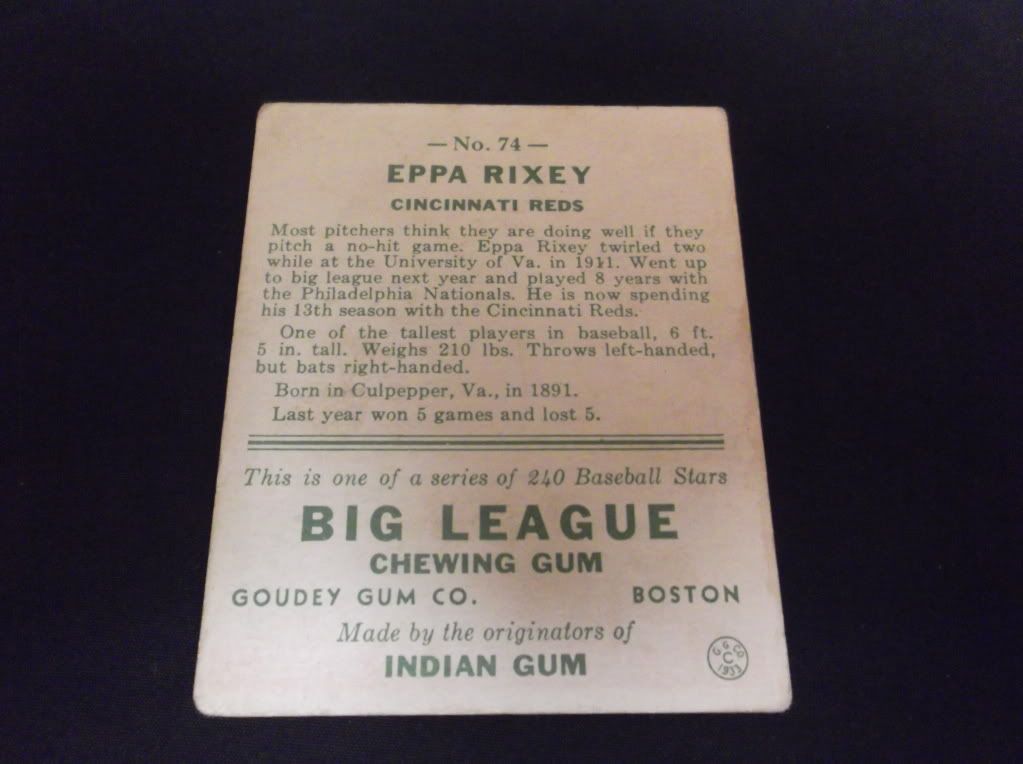 — No. 74 —
EPPA RIXEY
CINCINNATI REDS
Most pitchers think they are doing well if they
pitch a no-hit game. Eppa Rixey twirled two
while at the University of Va. in 1911. Went up
to big league next year and played 8 years with
the Philadelphia Nationals. He is now spending
his 13th season with the Cincinnati Reds.
One of the tallest players in baseball, 6 ft.
5 in. tall. Weighs 210 lbs. Throws left-handed,
but bats right-handed.
Born in Culpepper, Va., in 1891.
Last year won 5 games and lost 5.
This is one of a series of 240 Baseball Stars
BIG LEAGUE
CHEWING GUM
GOUDEY GUM CO. BOSTON
Made by the originators of
INDIAN GUM
G. G. CO
C
1933